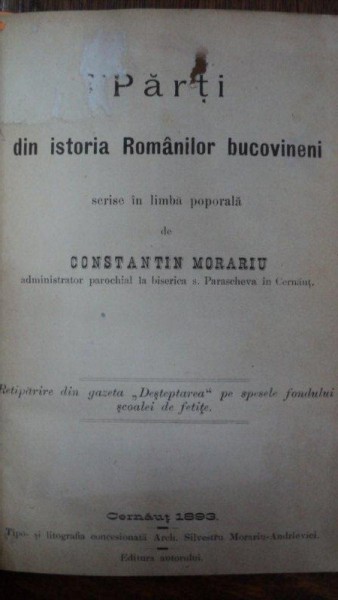 Părți
din istoria Românilor bucovineni
scrise în limba poporală
de
CONSTANTIN MORARIU
administrator parochial la biserica s. Parascheva în Cernăuț.
Retipărire din gazeta „Deșteptarea“ pe spesele fondului
școalei de fetițe.
Cernăuț 1893.
Tipo- și litografia concesionată Arch. Silvestru Morariu-Andrievici.
Editura autorului.